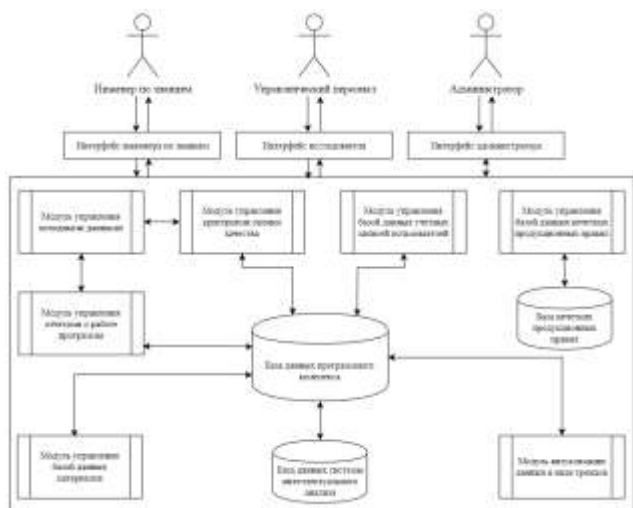 Инженер по знаниям
Управленческий персонал
Администратор
Интерфейс инженера по знаниям
Интерфейс исследователя
Интерфейс администратора
Модуль управления
исходными данными
Модуль управления
критериями оценки
качества
Модуль управления
базой данных учетных
записей пользователей
Модуль управления
базой данных нечетких
продукционных правил
Модуль управления
отчетами о работе
программы
База данных программного
комплекса
База нечетких
продукционных
правил
Модуль управления
базой данных
материалов
База данных системы
интеллектуального
анализа
Модуль визуализации
данных в виде трендов